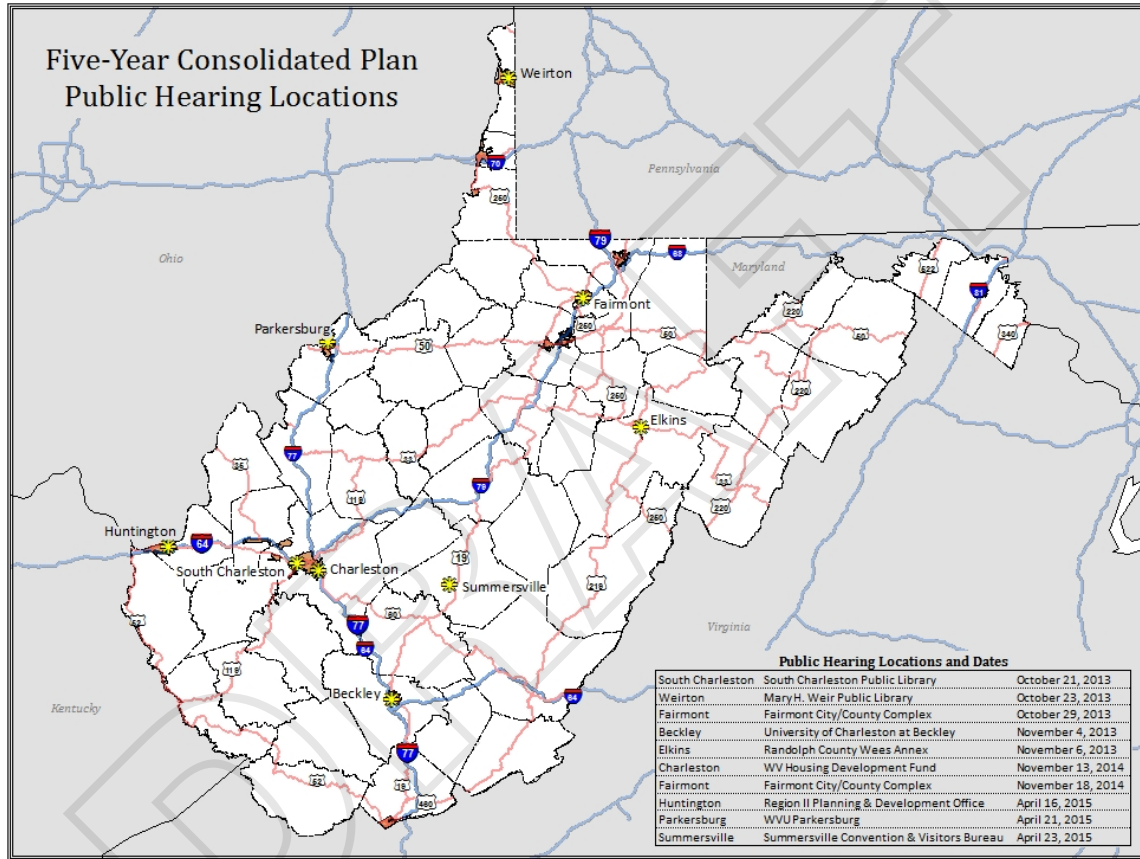 Five-Year Consolidated Plan
Public Hearing Locations
Weirton
70
Pennsylvania
250
79
68
Ohio
Maryland
522
81
Fairmont
220
340
Parkersburg
250
50
50
50
220
250
Elkins
77
33
33
35
79
119
220
250
Huntington
64
19
South Charleston
Charleston
Summersville
219
60
52
77
Virginia
64
119
Beckley
64
Kentucky
77
52
19
460
DRAFT
Public Hearing Locations and Dates
South Charleston South Charleston Public Library October 21, 2013
Weirton Mary H. Weir Public Library October 23, 2013
Fairmont Fairmont City/County Complex October 29, 2013
Beckley University of Charleston at Beckley November 4, 2013
Elkins Randolph County Wees Annex November 6, 2013
Charleston WV Housing Development Fund November 13, 2014
Fairmont Fairmont City/County Complex November 18, 2014
Huntington Region II Planning & Development Office April 16, 2015
Parkersburg WVU Parkersburg April 21, 2015
Summersville Summersville Convention & Visitors Bureau April 23, 2015